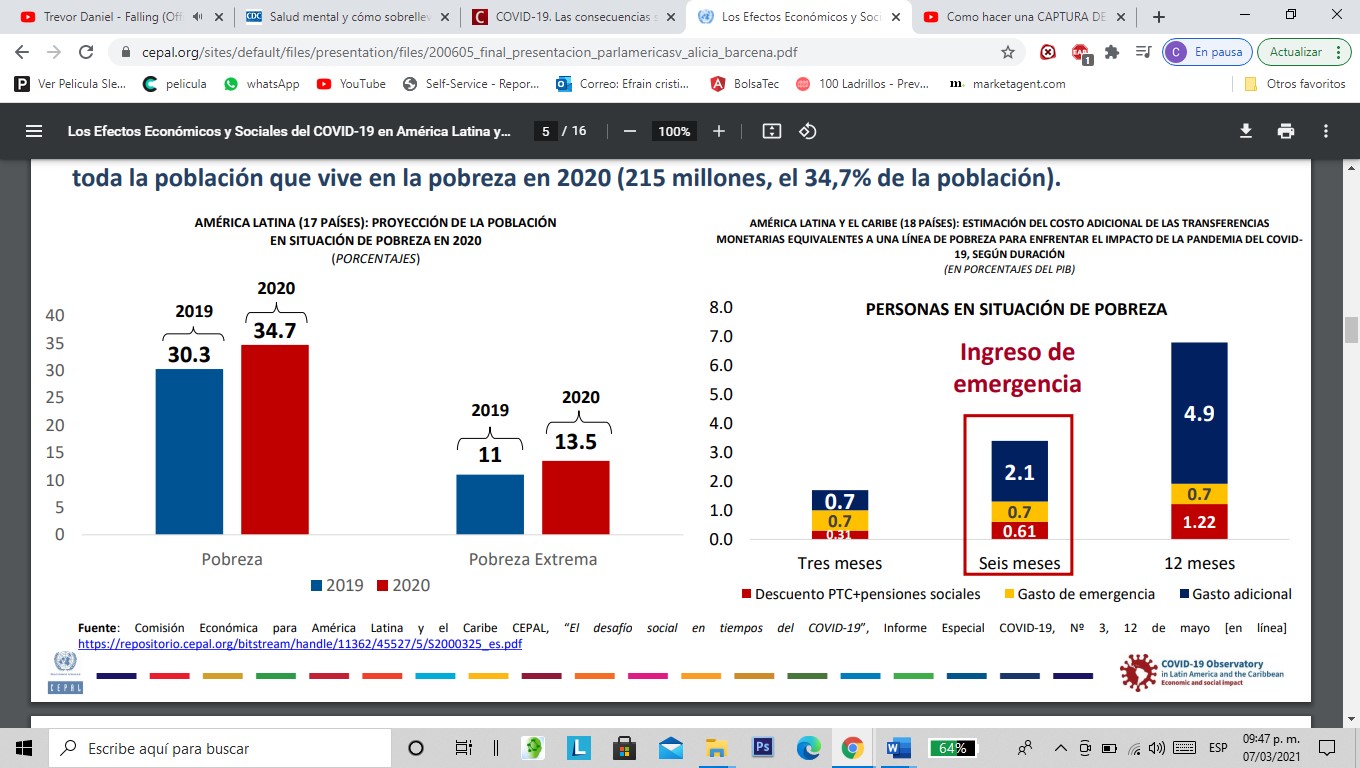 Trevor Daniel - Falling (Off
Salud mental y cómo sobrellev
COVID-19. Las consecuencias s
Los Efectos Económicos y Soci
Como hacer una CAPTURA DE
cepal.org/sites/default/files/presentation/files/200605_final_presentacion_parlamericasv_alicia_barcena.pdf
1
C En pausa
Actualizar
Ver Pelicula Sle...
pelicula
whatsApp
YouTube
Self-Service - Repor...
Correo: Efrain cristi...
BolsaTec
100 Ladrillos - Prev...
m. marketagent.com
Otros favoritos
Los Efectos Económicos y Sociales del COVID-19 en América Latina y...
5 / 16
100%
toda la población que vive en la pobreza en 2020 (215 millones, el 34,7% de la población).
AMÉRICA LATINA (17 PAÍSES): PROYECCIÓN DE LA POBLACIÓN
EN SITUACIÓN DE POBREZA EN 2020
(PORCENTAJES)
40
35
30
25
20
15
10
5
0
2019
30.3
2020
34.7
2019
11
2020
13.5
Pobreza
Pobreza Extrema
2019
2020
AMÉRICA LATINA Y EL CARIBE (18 PAÍSES): ESTIMACIÓN DEL COSTO ADICIONAL DE LAS TRANSFERENCIAS
MONETARIAS EQUIVALENTES A UNA LÍNEA DE POBREZA PARA ENFRENTAR EL IMPACTO DE LA PANDEMIA DEL COVID-
19, SEGÚN DURACIÓN
(EN PORCENTAJES DEL PIB)
PERSONAS EN SITUACIÓN DE POBREZA
Ingreso de
emergencia
8.0
7.0
6.0
5.0
4.0
3.0
2.0
1.0
0.0
0.7
0.7
0.31
2.1
0.7
0.61
4.9
0.7
1.22
Tres meses
Seis meses
12 meses
Descuento PTC+pensiones sociales
Gasto de emergencia
Gasto adicional
Fuente: Comisión Económica para América Latina y el Caribe CEPAL, “El desafío social en tiempos del COVID-19”, Informe Especial COVID-19, Nº 3, 12 de mayo [en línea]
https://repositorio.cepal.org/bitstream/handle/11362/45527/5/S2000325_es.pdf
CEPAL
COVID-19 Observatory
in Latin America and the Caribbean
Economic and social impact
Escribe aquí para buscar
L
Ps
64%
ESP
09:47 p. m.
07/03/2021